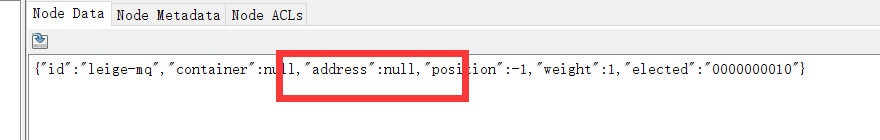 Node Data Node Metadata Node ACLs
{"id":"leige-mq","container":null,"address":null,"position":-1,"weight":1,"elected":"0000000010"}